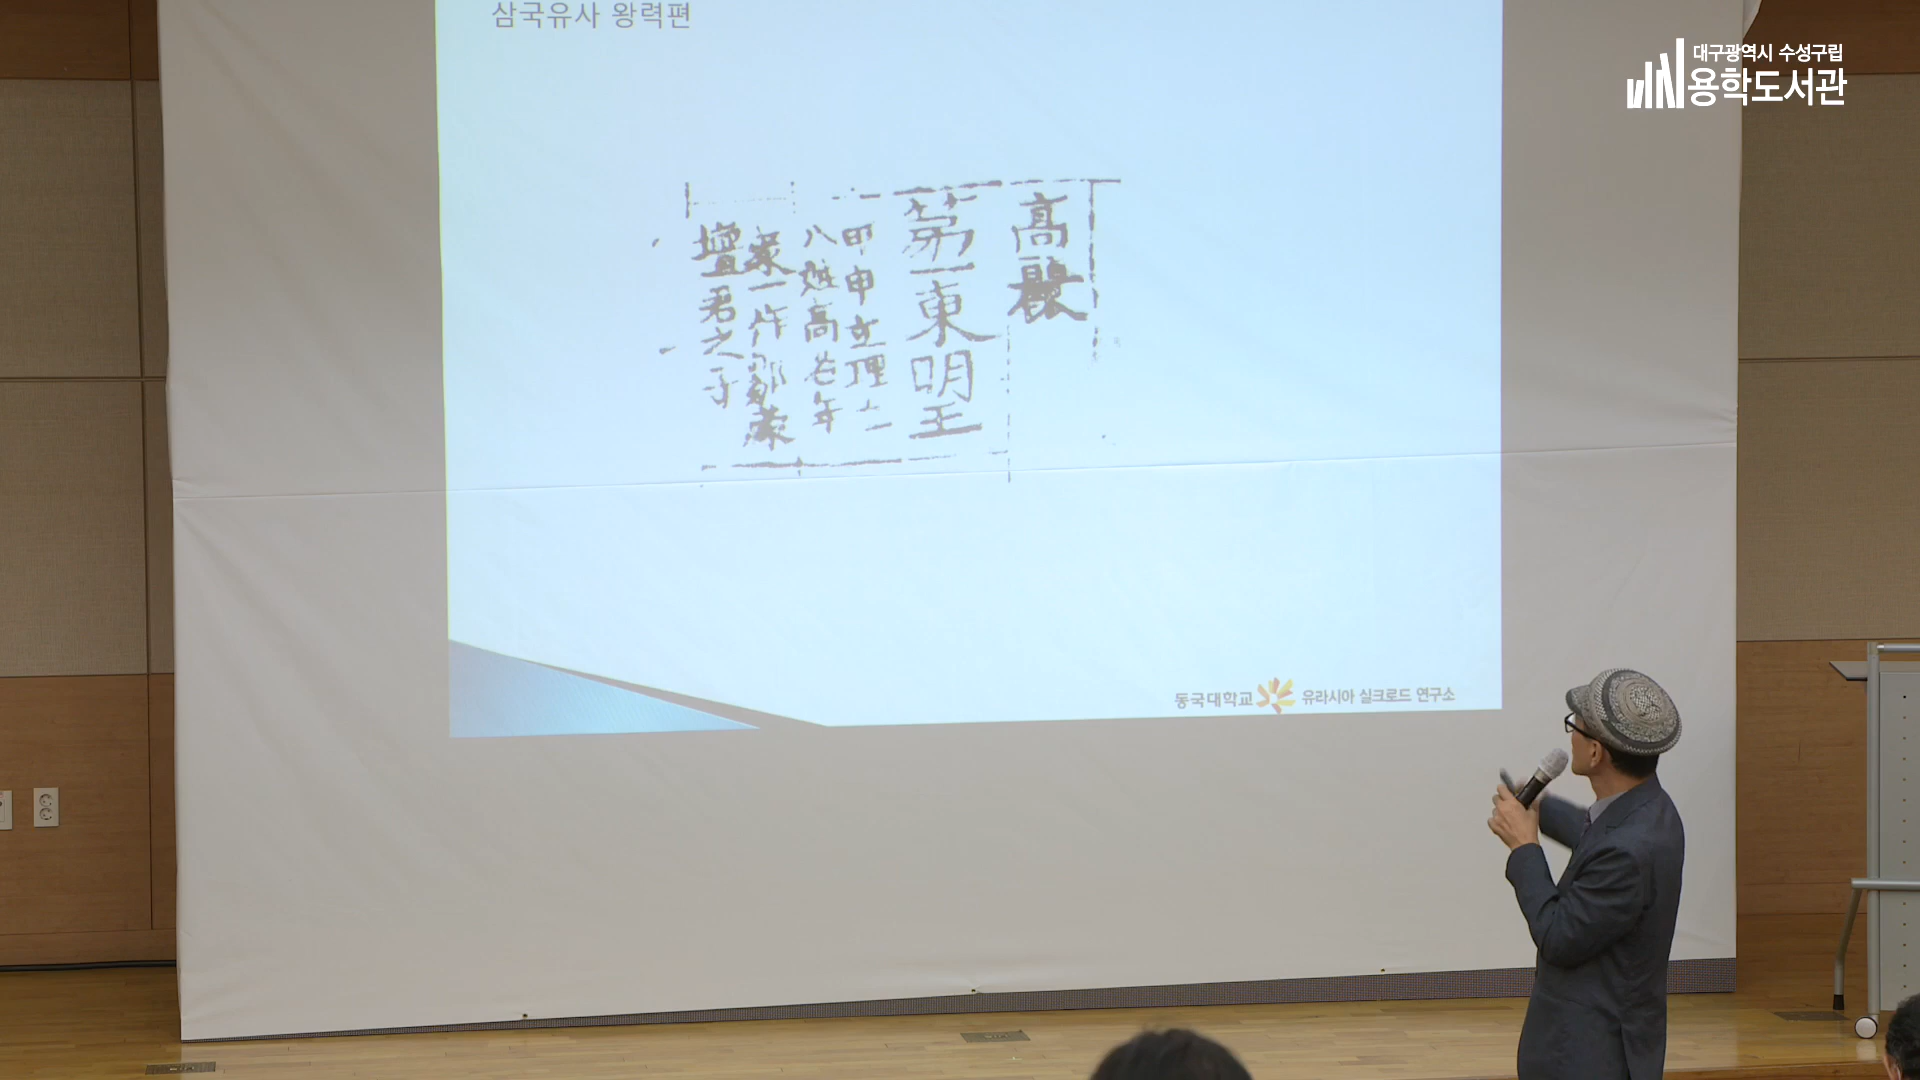 삼국유사 왕력편
대구광역시 수성구립
용학도서관
高麗
第一東明王
甲申立理十
八姓高名朱
蒙一作鄒蒙
壇君之子
동국대학교 유라시아 실크로드 연구소